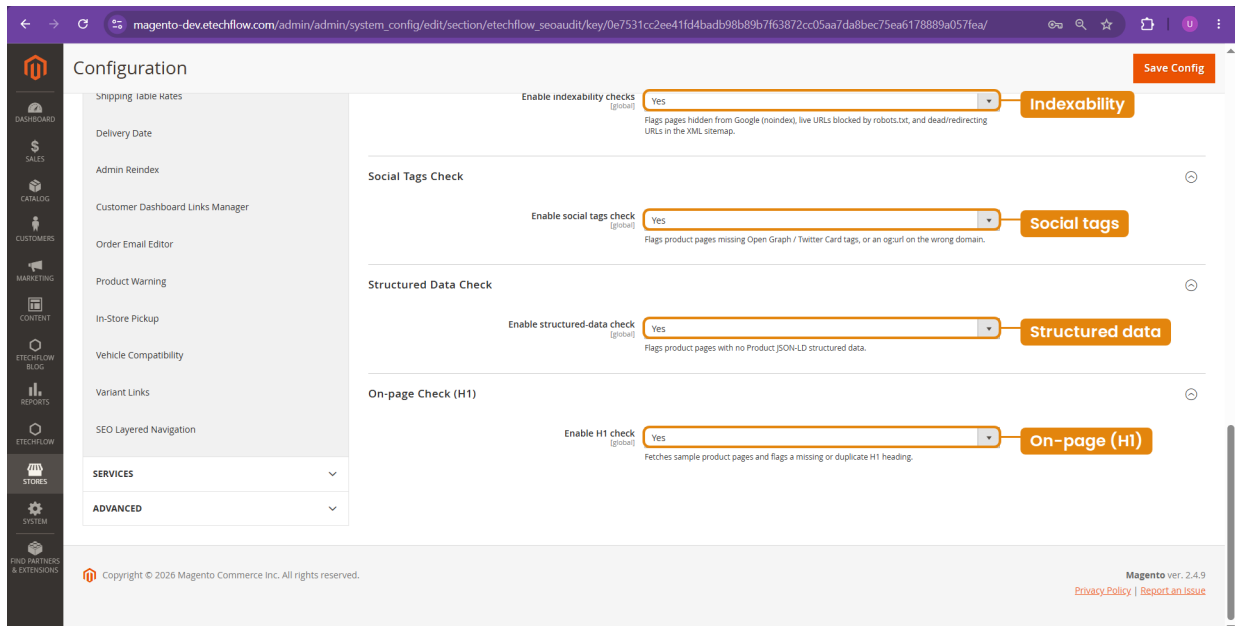 magento-dev.etechflow.com/admin/admin/system_config/edit/section/etechflow_seoaudit/key/0e7531cc2ee41fd4badb98b89b7f63872cc05aa7da8bec75ea6178889a057fea/
U
Configuration
Save Config
DASHBOARD
SALES
CATALOG
CUSTOMERS
MARKETING
CONTENT
ETECHFLOW
BLOG
REPORTS
ETECHFLOW
STORES
SYSTEM
FIND PARTNERS
& EXTENSIONS
Shipping Table Rates
Delivery Date
Admin Reindex
Customer Dashboard Links Manager
Order Email Editor
Product Warning
In-Store Pickup
Vehicle Compatibility
Variant Links
SEO Layered Navigation
SERVICES
ADVANCED
Enable indexability checks
[global]
Yes
Indexability
Flags pages hidden from Google (noindex), live URLs blocked by robots.txt, and dead/redirecting
URLs in the XML sitemap.
Social Tags Check
Enable social tags check
[global]
Yes
Social tags
Flags product pages missing Open Graph / Twitter Card tags, or an og:url on the wrong domain.
Structured Data Check
Enable structured-data check
[global]
Yes
Structured data
Flags product pages with no Product JSON-LD structured data.
On-page Check (H1)
Enable H1 check
[global]
Yes
On-page (H1)
Fetches sample product pages and flags a missing or duplicate H1 heading.
Copyright © 2026 Magento Commerce Inc. All rights reserved.
Magento ver. 2.4.9
Privacy Policy | Report an Issue